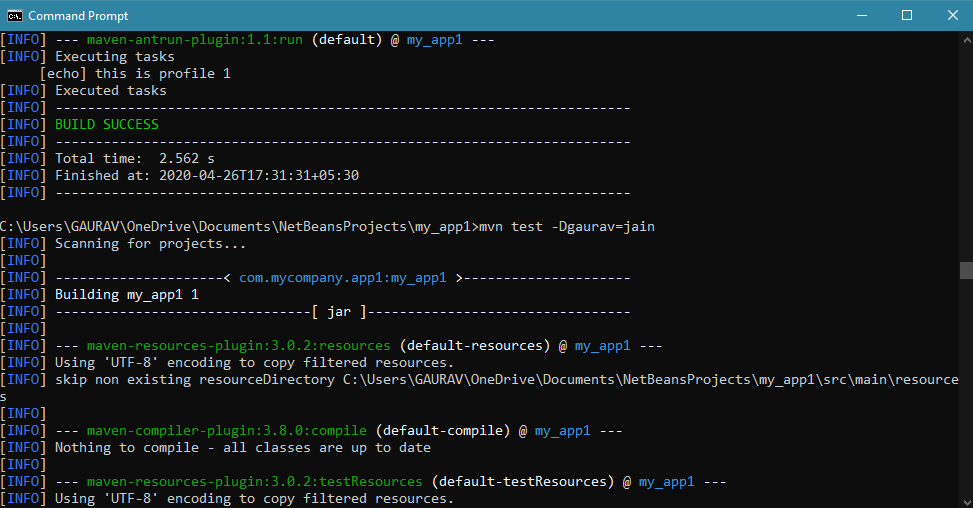 Command Prompt
[INFO] --- maven-antrun-plugin:1.1:run (default) @ my_app1 ---
[INFO] Executing tasks
     [echo] this is profile 1
[INFO] Executed tasks
[INFO] ------------------------------------------------------------------------
[INFO] BUILD SUCCESS
[INFO] ------------------------------------------------------------------------
[INFO] Total time:  2.562 s
[INFO] Finished at: 2020-04-26T17:31:31+05:30
[INFO] ------------------------------------------------------------------------
C:\Users\GAURAV\OneDrive\Documents\NetBeansProjects\my_app1>mvn test -Dgaurav=jain
[INFO] Scanning for projects...
[INFO]
[INFO] ---------------------< com.mycompany.app1:my_app1 >---------------------
[INFO] Building my_app1 1
[INFO] --------------------------------[ jar ]---------------------------------
[INFO]
[INFO] --- maven-resources-plugin:3.0.2:resources (default-resources) @ my_app1 ---
[INFO] Using 'UTF-8' encoding to copy filtered resources.
[INFO] skip non existing resourceDirectory C:\Users\GAURAV\OneDrive\Documents\NetBeansProjects\my_app1\src\main\resource
s
[INFO]
[INFO] --- maven-compiler-plugin:3.8.0:compile (default-compile) @ my_app1 ---
[INFO] Nothing to compile - all classes are up to date
[INFO]
[INFO] --- maven-resources-plugin:3.0.2:testResources (default-testResources) @ my_app1 ---
[INFO] Using 'UTF-8' encoding to copy filtered resources.